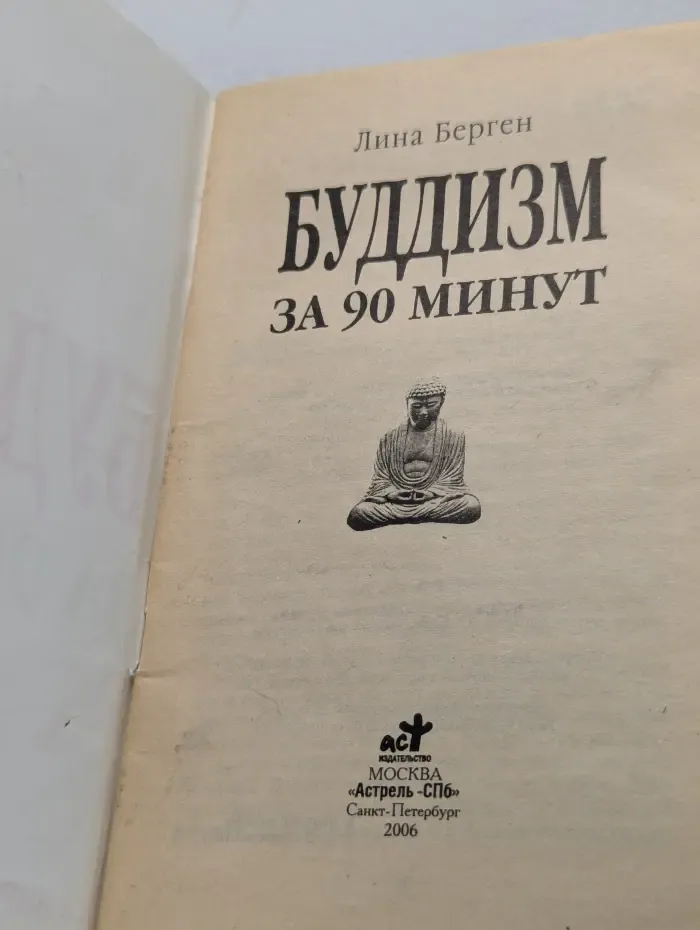 Лина Берген
БУДДИЗМ
ЗА 90 МИНУТ
аст
ИЗДАТЕЛЬСТВО
МОСКВА
«Астрель -СПб»
Санкт-Петербург
2006